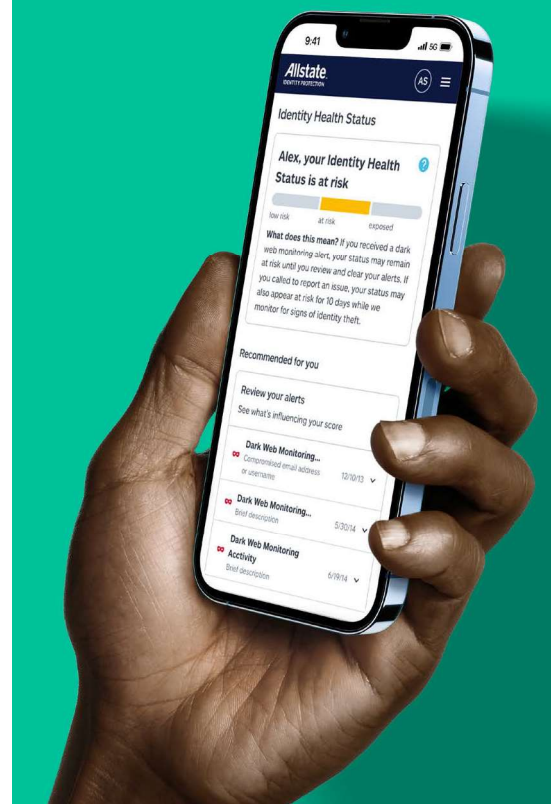 9:41
5G
Allstate
IDENTITY PROTECTION
AS
Identity Health Status
Alex, your Identity Health
Status is at risk
?
low risk
at risk
exposed
What does this mean? If you received a dark
web monitoring alert, your status may remain
at risk until you review and clear your alerts. If
you called to report an issue, your status may
also appear at risk for 10 days while we
monitor for signs of identity theft.
Recommended for you
Review your alerts
See what's influencing your score
Dark Web Monitoring...
Compromised email address
or username
12/10/13
Dark Web Monitoring...
Brief description
5/30/14
Dark Web Monitoring
Acctivity
Brief description
6/19/14